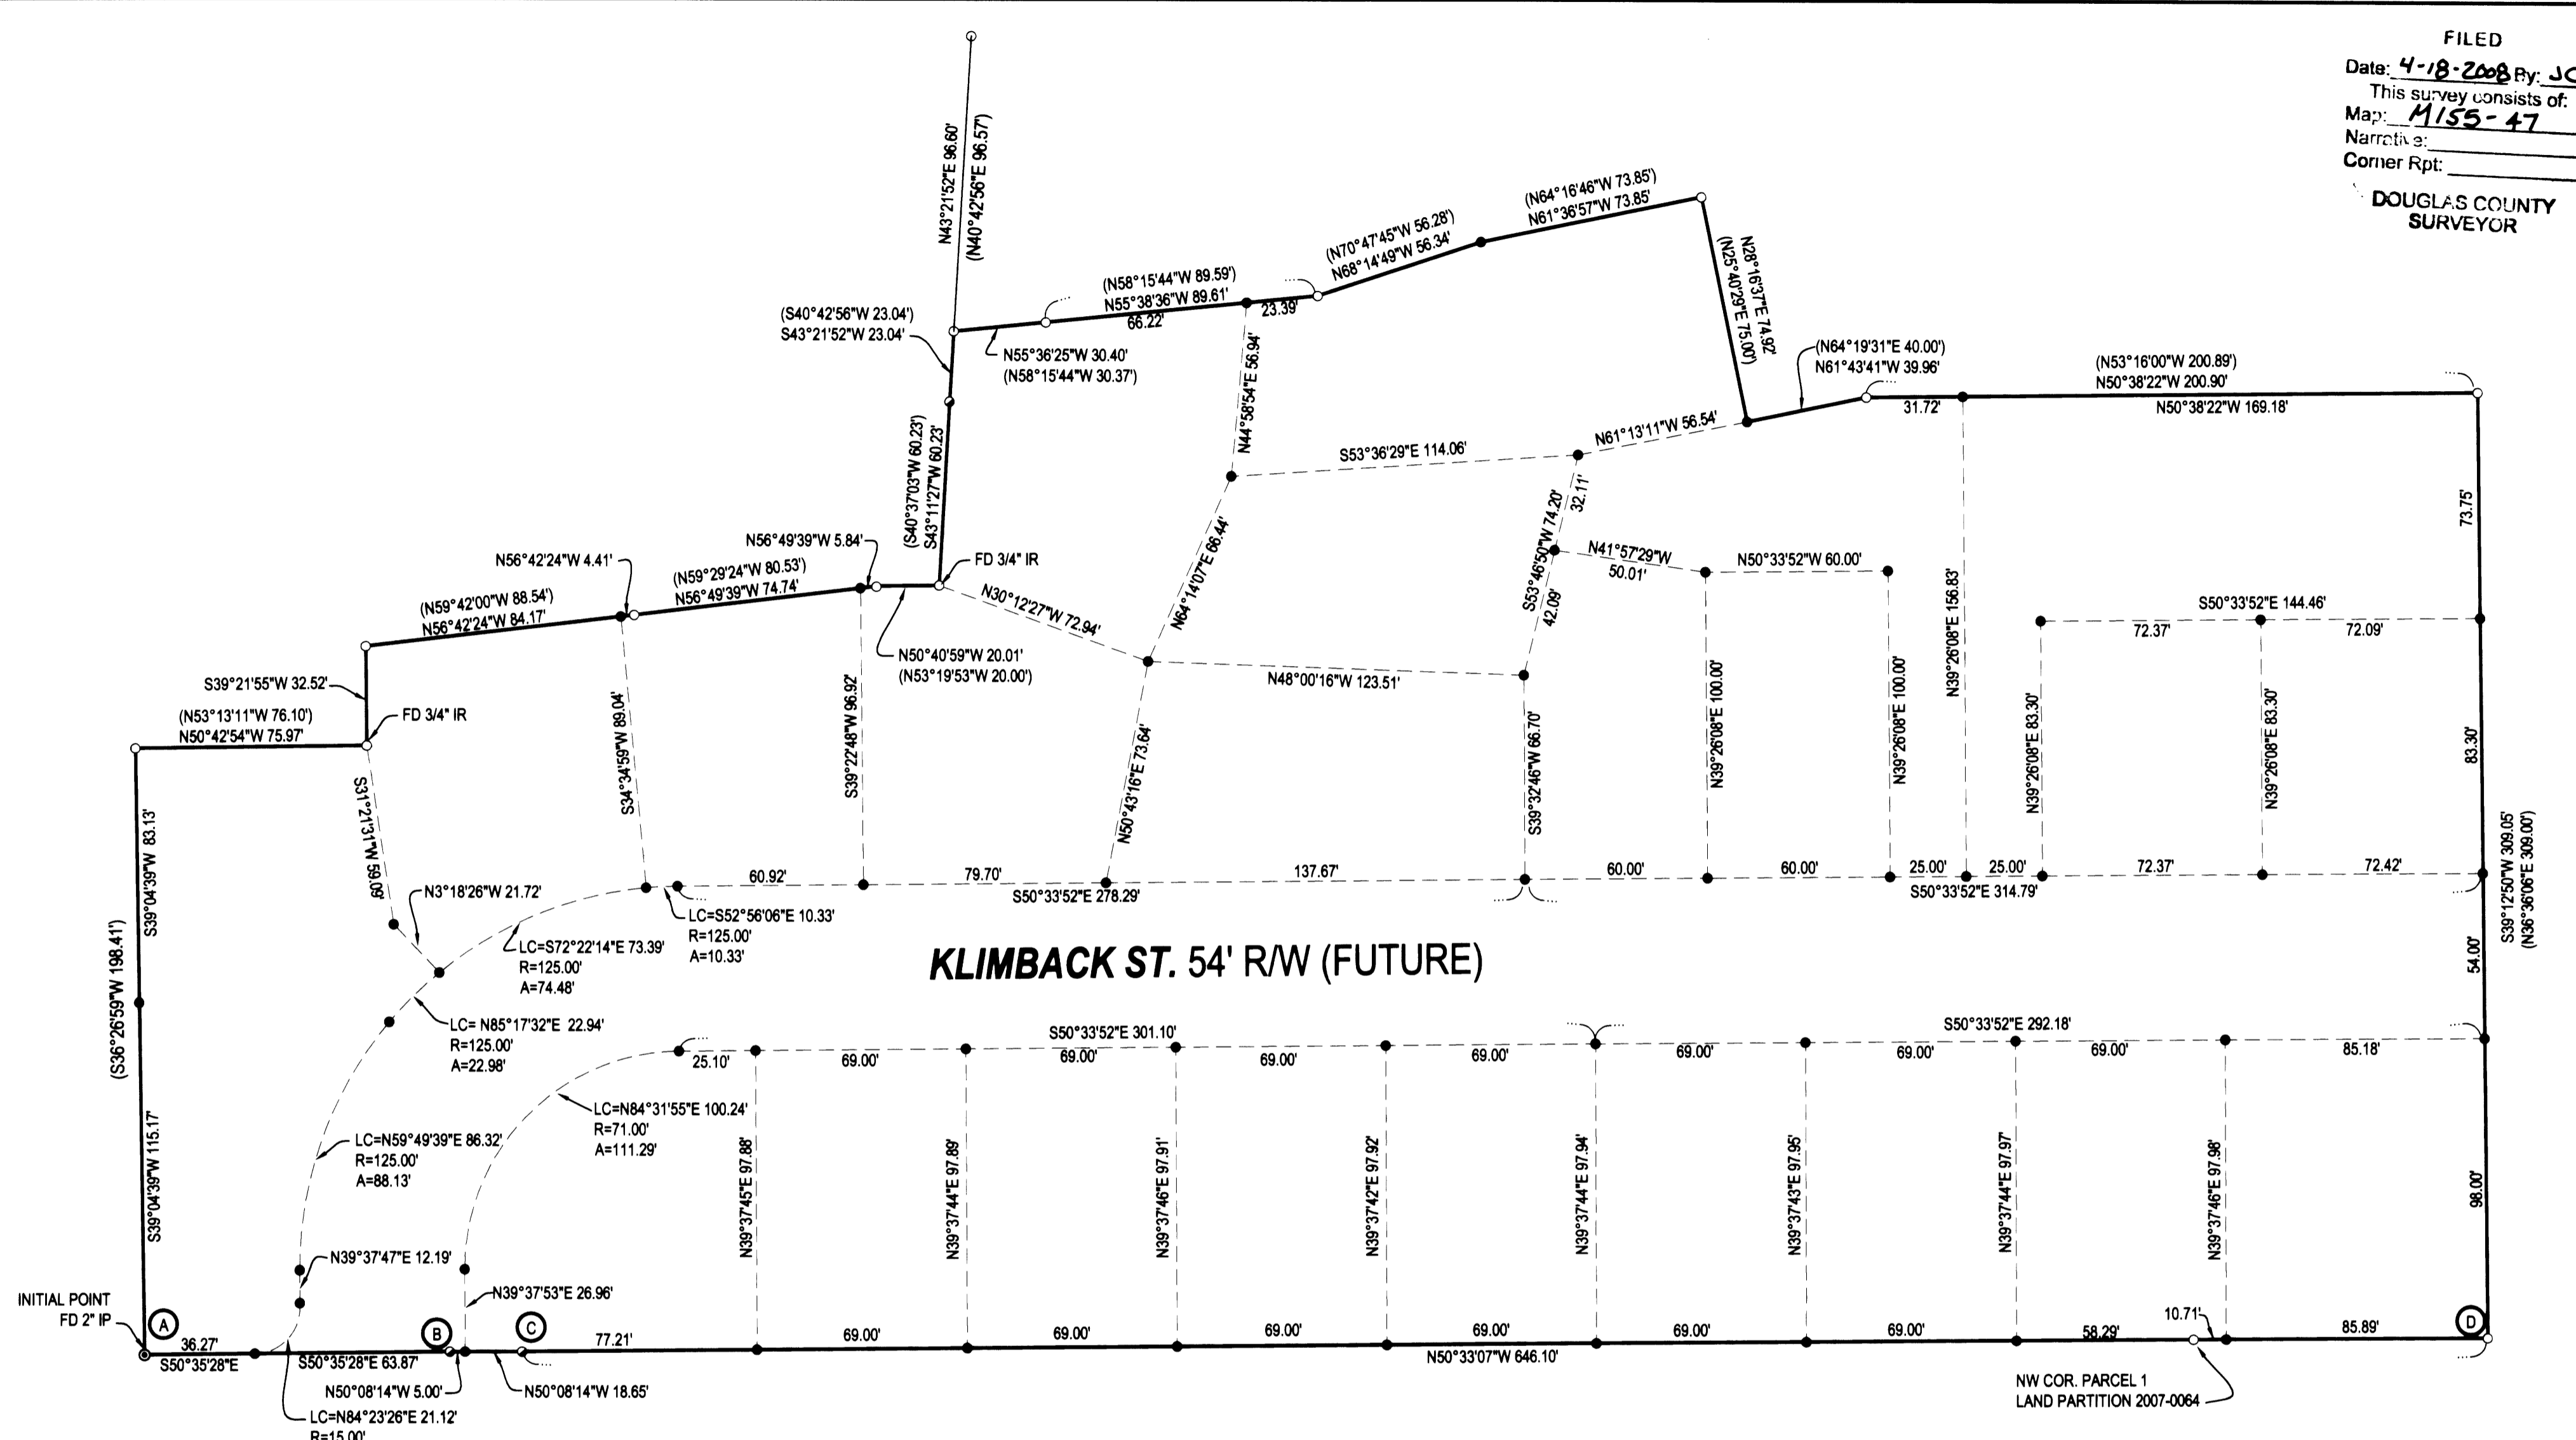 FILED
Date: 4-18-2008 By: JC
This survey consists of:
Map: M155-47
Narrative:
Corner Rpt:
DOUGLAS COUNTY
SURVEYOR
N43°21'52"E 96.60'
(N40°42'56"E 96.57')
(N64°16'46"W 73.85')
N61°36'57"W 73.85'
(N70°47'45"W 56.28')
N68°14'49"W 56.34'
(N58°15'44"W 89.59')
N55°38'36"W 89.61'
66.22'
23.39'
N28°16'37"E 74.92'
(N25°40'29"E 75.00')
(S40°42'56"W 23.04')
S43°21'52"W 23.04'
N55°36'25"W 30.40'
(N58°15'44"W 30.37')
N44°58'54"E 56.94'
(N64°19'31"E 40.00')
N61°43'41"W 39.96'
(N53°16'00"W 200.89')
N50°38'22"W 200.90'
31.72'
N50°38'22"W 169.18'
(S40°37'03"W 60.23')
S43°11'27"W 60.23'
S53°36'29"E 114.06'
N61°13'11"W 56.54'
73.75'
S53°46'50"W 74.20'
32.11'
42.09'
N56°49'39"W 5.84'
N56°42'24"W 4.41'
(N59°29'24"W 80.53')
N56°49'39"W 74.74'
FD 3/4" IR
N64°14'07"E 66.44'
N41°57'29"W
50.01'
N50°33'52"W 60.00'
N39°26'08"E 156.83'
(N59°42'00"W 88.54')
N56°42'24"W 84.17'
N30°12'27"W 72.94'
S50°33'52"E 144.46'
72.37'
72.09'
N50°40'59"W 20.01'
(N53°19'53"W 20.00')
N48°00'16"W 123.51'
S39°21'55"W 32.52'
(N53°13'11"W 76.10')
N50°42'54"W 75.97'
FD 3/4" IR
S34°34'59"W 89.04'
S39°22'48"W 96.92'
N50°43'16"E 73.64'
S39°32'46"W 66.70'
N39°26'08"E 100.00'
N39°26'08"E 100.00'
N39°26'08"E 83.30'
N39°26'08"E 83.30'
83.30'
S31°21'31"W 59.09'
S39°04'39"W 83.13'
S39°12'50"W 309.05'
(N36°36'06"E 309.00')
N3°18'26"W 21.72'
60.92'
79.70'
137.67'
60.00'
60.00'
25.00'
25.00'
72.37'
72.42'
S50°33'52"E 278.29'
S50°33'52"E 314.79'
LC=S52°56'06"E 10.33'
R=125.00'
A=10.33'
LC=S72°22'14"E 73.39'
R=125.00'
A=74.48'
KLIMBACK ST. 54' R/W (FUTURE)
54.00'
(S36°26'59"W 198.41')
LC= N85°17'32"E 22.94'
R=125.00'
A=22.98'
S50°33'52"E 301.10'
S50°33'52"E 292.18'
25.10'
69.00'
69.00'
69.00'
69.00'
69.00'
69.00'
69.00'
85.18'
LC=N84°31'55"E 100.24'
R=71.00'
A=111.29'
LC=N59°49'39"E 86.32'
R=125.00'
A=88.13'
S39°04'39"W 115.17'
N39°37'45"E 97.88'
N39°37'44"E 97.89'
N39°37'46"E 97.91'
N39°37'42"E 97.92'
N39°37'44"E 97.94'
N39°37'43"E 97.95'
N39°37'44"E 97.97'
N39°37'46"E 97.98'
98.00'
N39°37'47"E 12.19'
N39°37'53"E 26.96'
INITIAL POINT
FD 2" IP
A
B
C
D
36.27'
S50°35'28"E
S50°35'28"E 63.87'
77.21'
69.00'
69.00'
69.00'
69.00'
69.00'
69.00'
58.29'
10.71'
85.89'
N50°33'07"W 646.10'
N50°08'14"W 5.00'
N50°08'14"W 18.65'
NW COR. PARCEL 1
LAND PARTITION 2007-0064
LC=N84°23'26"E 21.12'
R=15.00'